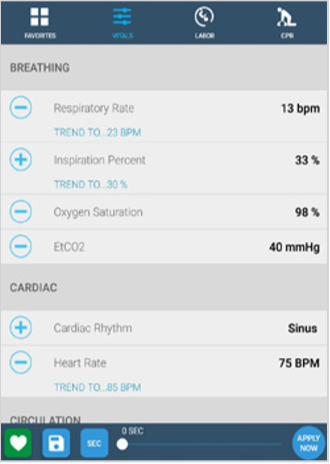 FAVORITES VITALS LABOR CPR
BREATHING
Respiratory Rate 13 bpm
TREND TO...23 BPM
Inspiration Percent 33 %
TREND TO...30 %
Oxygen Saturation 98 %
EtCO2 40 mmHg
CARDIAC
Cardiac Rhythm Sinus
Heart Rate 75 BPM
TREND TO...85 BPM
CIRCULATION
0 SEC
SEC
APPLY
NOW